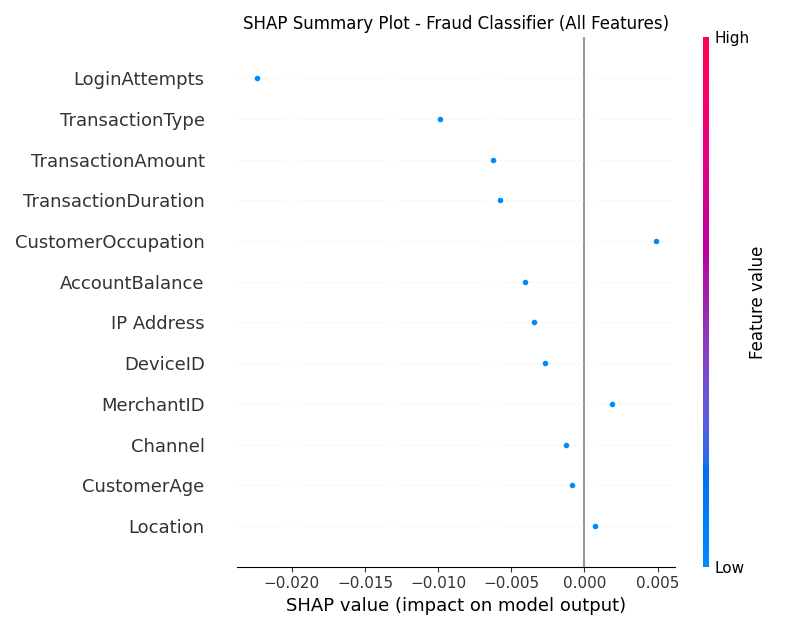 SHAP Summary Plot - Fraud Classifier (All Features)
High
LoginAttempts
TransactionType
TransactionAmount
TransactionDuration
CustomerOccupation
AccountBalance
IP Address
DeviceID
MerchantID
Channel
CustomerAge
Location
Feature value
Low
−0.020 −0.015 −0.010 −0.005 0.000 0.005
SHAP value (impact on model output)